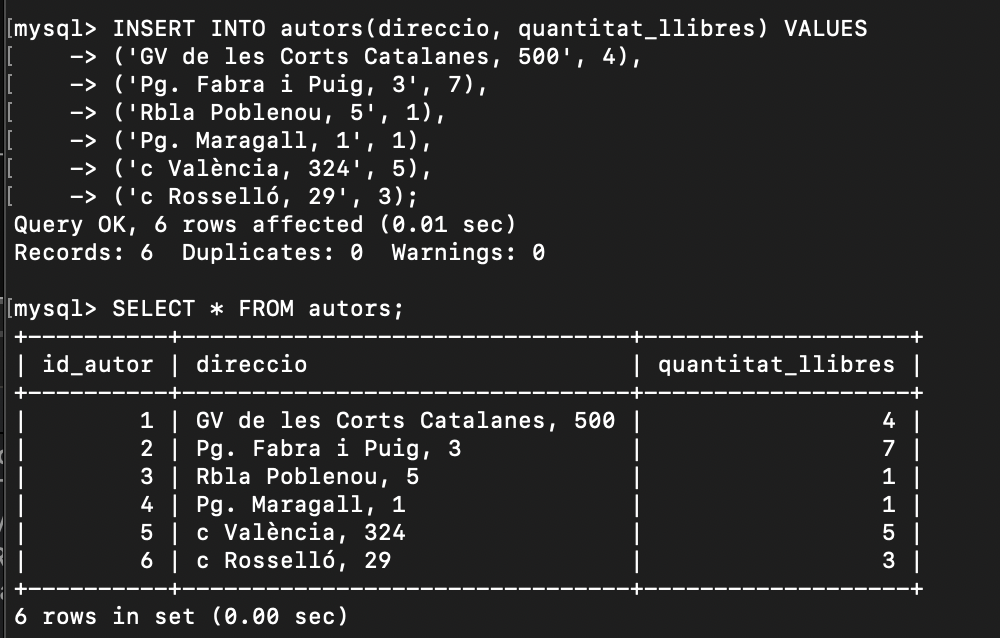 [mysql> INSERT INTO autors(direccio, quantitat_llibres) VALUES
[    -> ('GV de les Corts Catalanes, 500', 4),
[    -> ('Pg. Fabra i Puig, 3', 7),
[    -> ('Rbla Poblenou, 5', 1),
[    -> ('Pg. Maragall, 1', 1),
[    -> ('c València, 324', 5),
[    -> ('c Rosselló, 29', 3);
Query OK, 6 rows affected (0.01 sec)
Records: 6  Duplicates: 0  Warnings: 0
[mysql> SELECT * FROM autors;
+----------+--------------------------------+-------------------+
| id_autor | direccio                       | quantitat_llibres |
+----------+--------------------------------+-------------------+
|        1 | GV de les Corts Catalanes, 500 |                 4 |
|        2 | Pg. Fabra i Puig, 3            |                 7 |
|        3 | Rbla Poblenou, 5               |                 1 |
|        4 | Pg. Maragall, 1                |                 1 |
|        5 | c València, 324                |                 5 |
|        6 | c Rosselló, 29                 |                 3 |
+----------+--------------------------------+-------------------+
6 rows in set (0.00 sec)